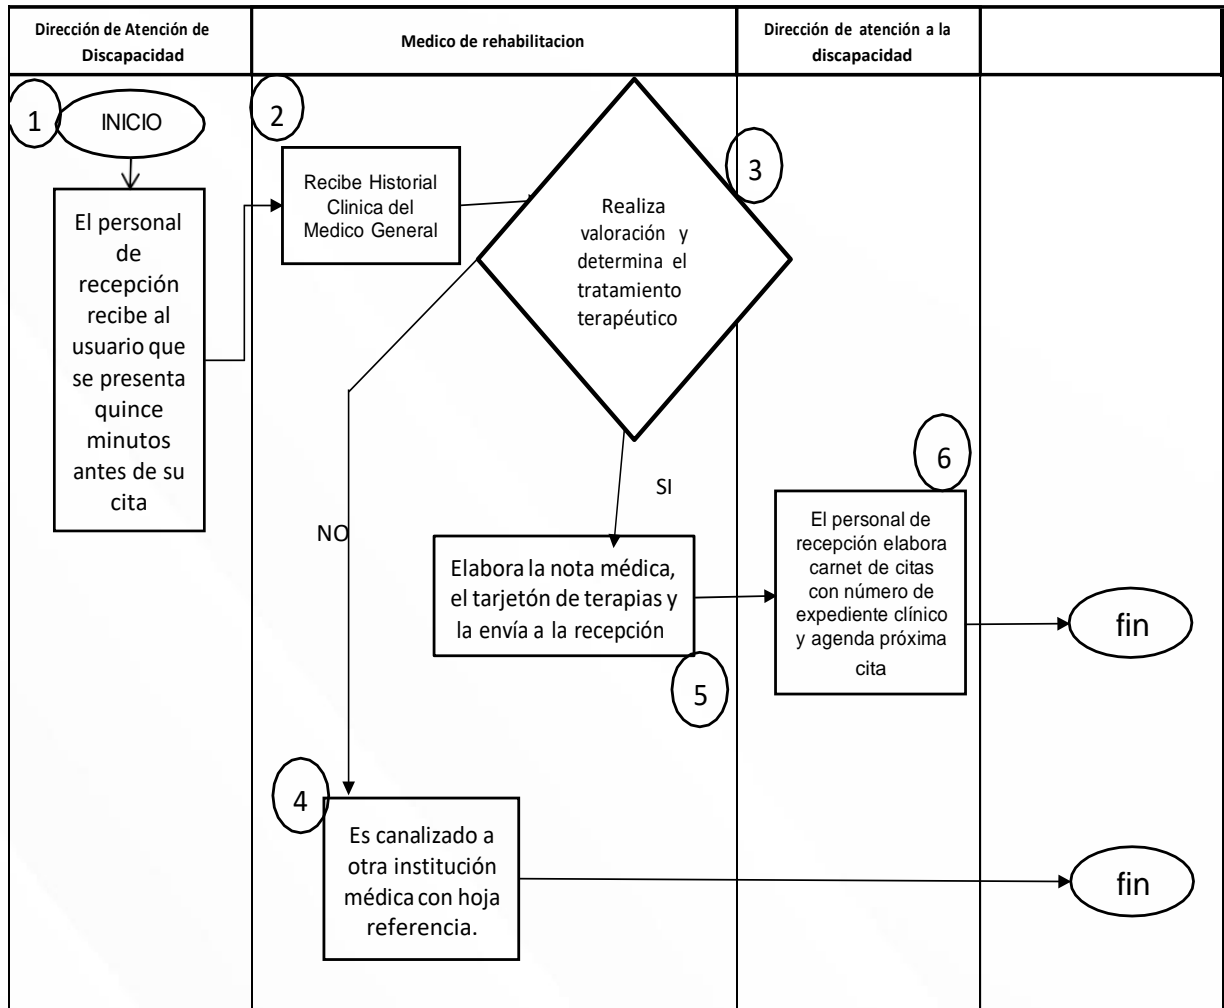 Dirección de Atención de
Discapacidad
Medico de rehabilitacion
Dirección de atención a la
discapacidad
1
INICIO
El personal
de
recepción
recibe al
usuario que
se presenta
quince
minutos
antes de su
cita
2
Recibe Historial
Clinica del
Medico General
3
Realiza
valoración y
determina el
tratamiento
terapéutico
NO
SI
4
Es canalizado a
otra institución
médica con hoja
referencia.
Elabora la nota médica,
el tarjetón de terapias y
la envía a la recepción
5
6
El personal de
recepción elabora
carnet de citas
con número de
expediente clínico
y agenda próxima
cita
fin
fin